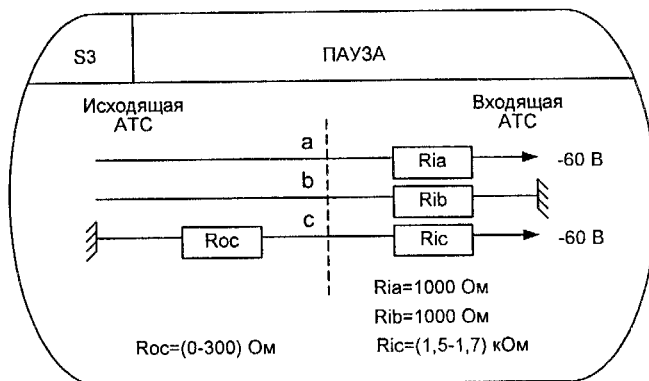 S3
ПАУЗА
Исходящая
АТС
Входящая
АТС
a
Ria
-60 В
b
Rib
Roc
c
Ric
-60 В
Ria=1000 Ом
Rib=1000 Ом
Roc=(0-300) Ом
Ric=(1,5-1,7) кОм